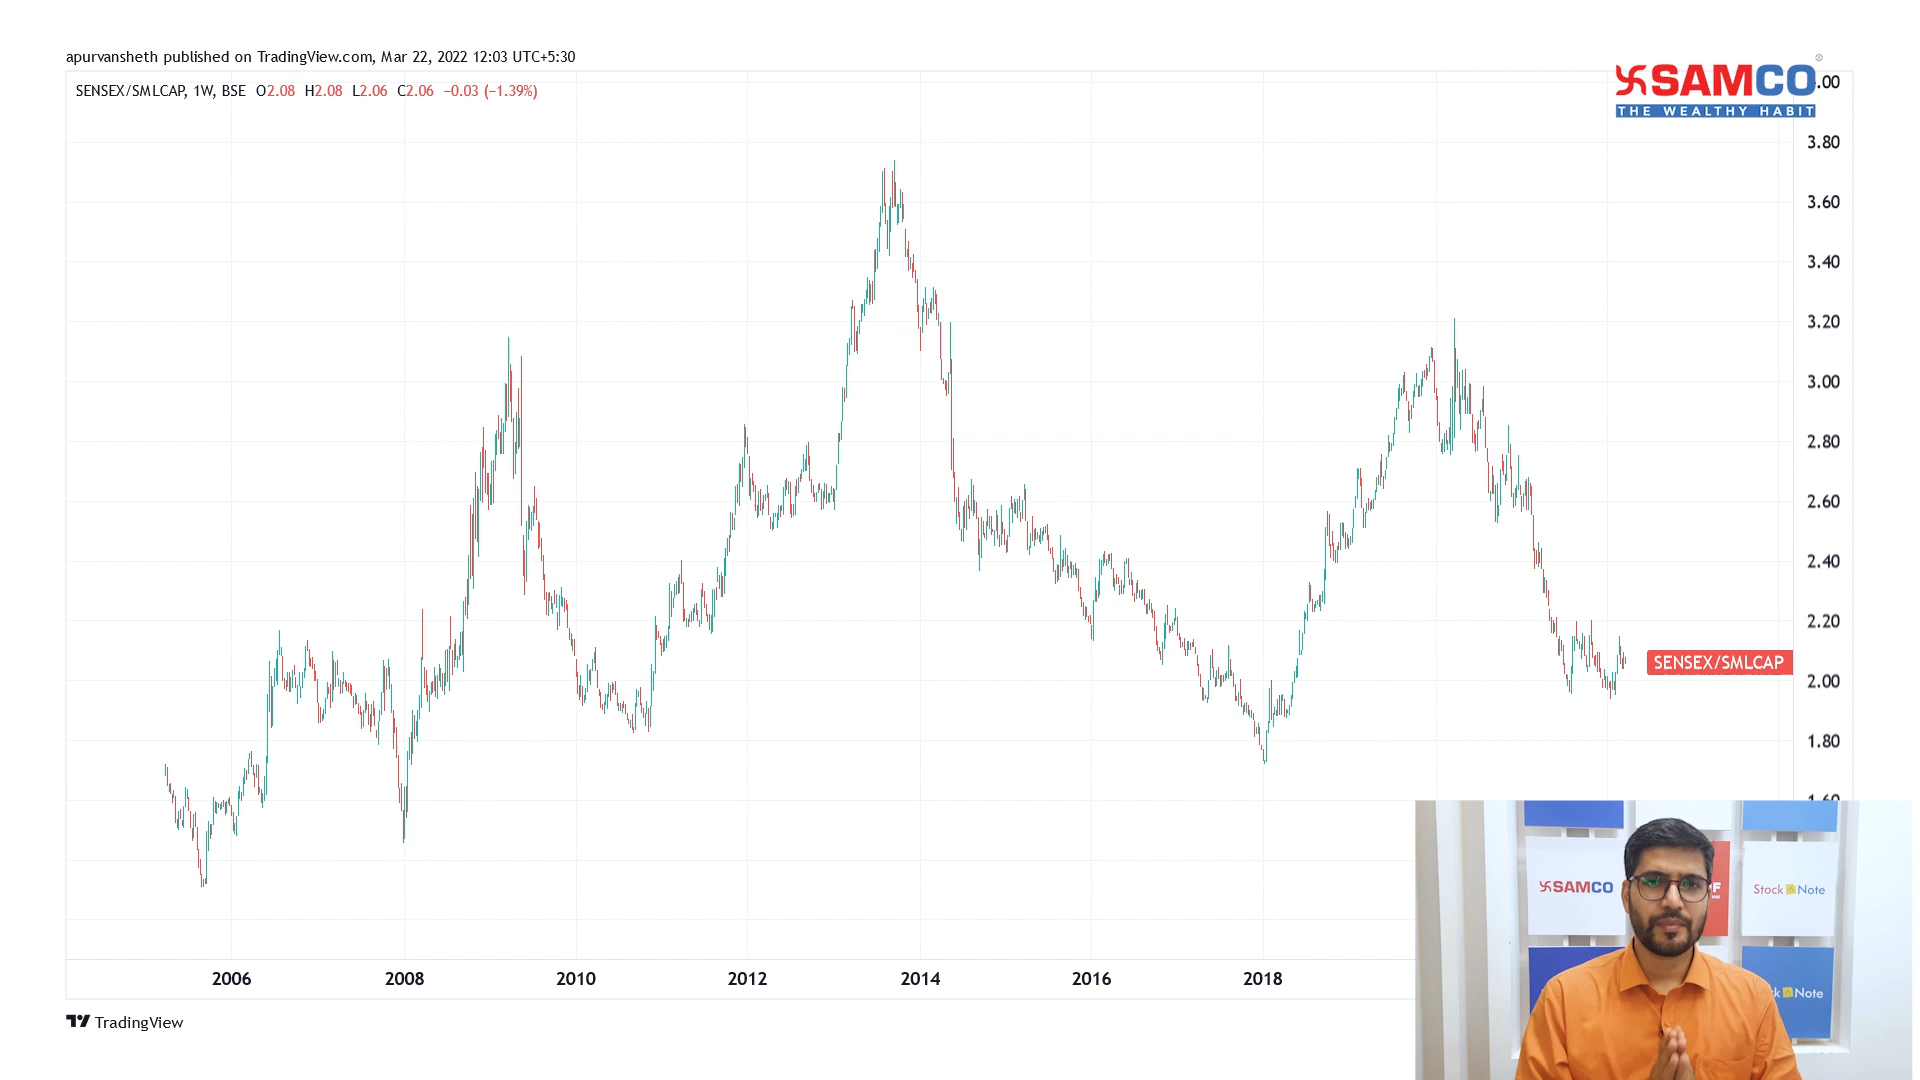 apurvansheth published on TradingView.com, Mar 22, 2022 12:03 UTC+5:30
SENSEX/SMLCAP, 1W, BSE O2.08 H2.08 L2.06 C2.06 −0.03 (−1.39%)
SAMCO
THE WEALTHY HABIT
.00
3.80
3.60
3.40
3.20
3.00
2.80
2.60
2.40
2.20
SENSEX/SMLCAP
2.00
1.80
2006 2008 2010 2012 2014 2016 2018
TradingView
SAMCO
F
StockNote
k Note